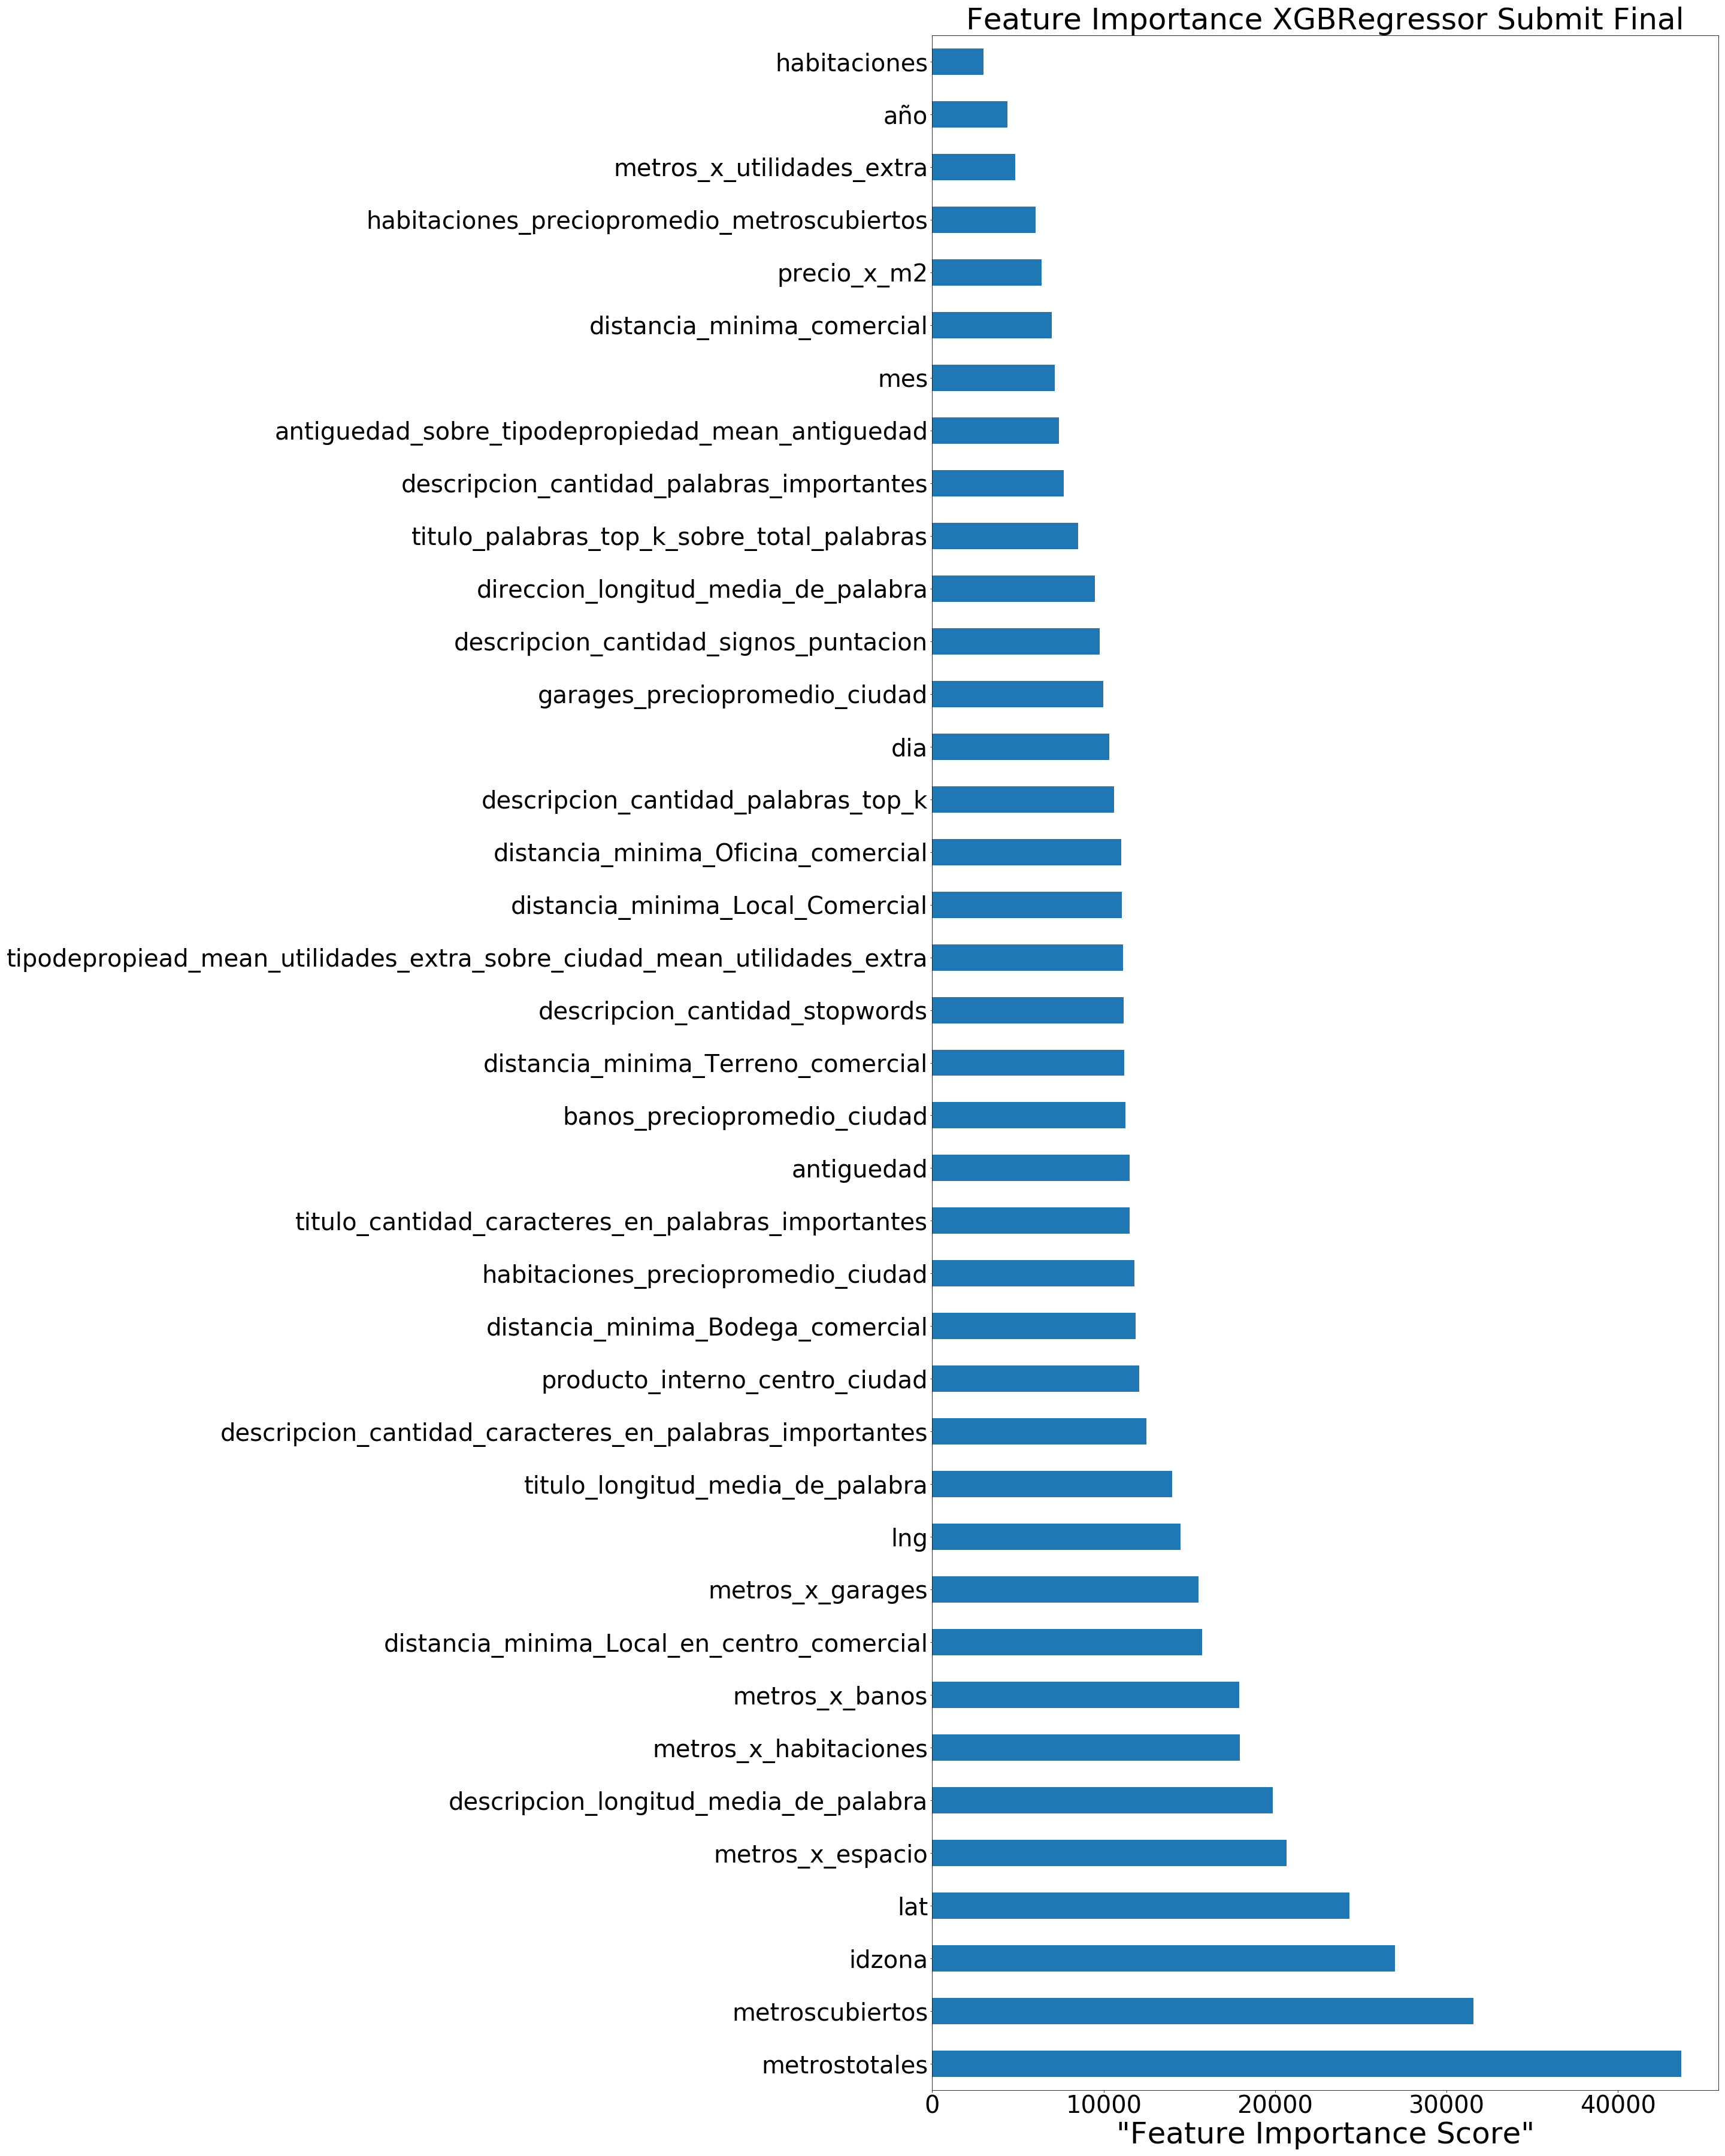 Feature Importance XGBRegressor Submit Final
habitaciones
año
metros_x_utilidades_extra
habitaciones_preciopromedio_metroscubiertos
precio_x_m2
distancia_minima_comercial
mes
antiguedad_sobre_tipodepropiedad_mean_antiguedad
descripcion_cantidad_palabras_importantes
titulo_palabras_top_k_sobre_total_palabras
direccion_longitud_media_de_palabra
descripcion_cantidad_signos_puntacion
garages_preciopromedio_ciudad
dia
descripcion_cantidad_palabras_top_k
distancia_minima_Oficina_comercial
distancia_minima_Local_Comercial
tipodepropiead_mean_utilidades_extra_sobre_ciudad_mean_utilidades_extra
descripcion_cantidad_stopwords
distancia_minima_Terreno_comercial
banos_preciopromedio_ciudad
antiguedad
titulo_cantidad_caracteres_en_palabras_importantes
habitaciones_preciopromedio_ciudad
distancia_minima_Bodega_comercial
producto_interno_centro_ciudad
descripcion_cantidad_caracteres_en_palabras_importantes
titulo_longitud_media_de_palabra
lng
metros_x_garages
distancia_minima_Local_en_centro_comercial
metros_x_banos
metros_x_habitaciones
descripcion_longitud_media_de_palabra
metros_x_espacio
lat
idzona
metroscubiertos
metrostotales
0 10000 20000 30000 40000
"Feature Importance Score"